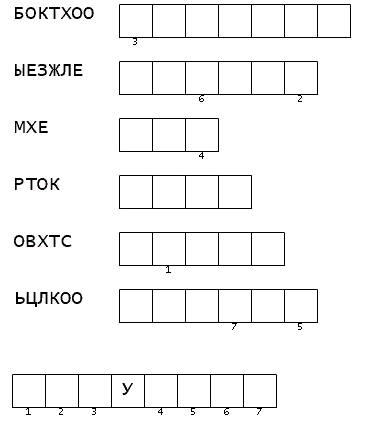 БОКТХОО
3
ЫЕЗЖЛЕ
6 2
МХЕ
4
РТОК
ОВХТС
1
ЬЦЛКОО
7 5
У
1 2 3 4 5 6 7